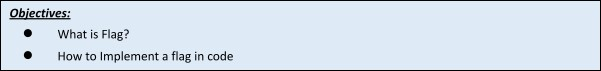 Objectives:
● What is Flag?
● How to Implement a flag in code